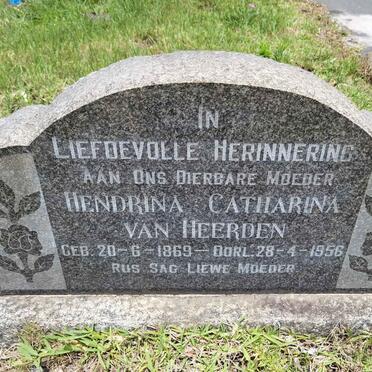 IN
LIEFDEVOLLE HERINNERING
AAN ONS DIERBARE MOEDER
HENDRINA CATHARINA
VAN HEERDEN
GEB. 20-6-1869 — OORL. 28-4-1956
RUS SAG LIEWE MOEDER